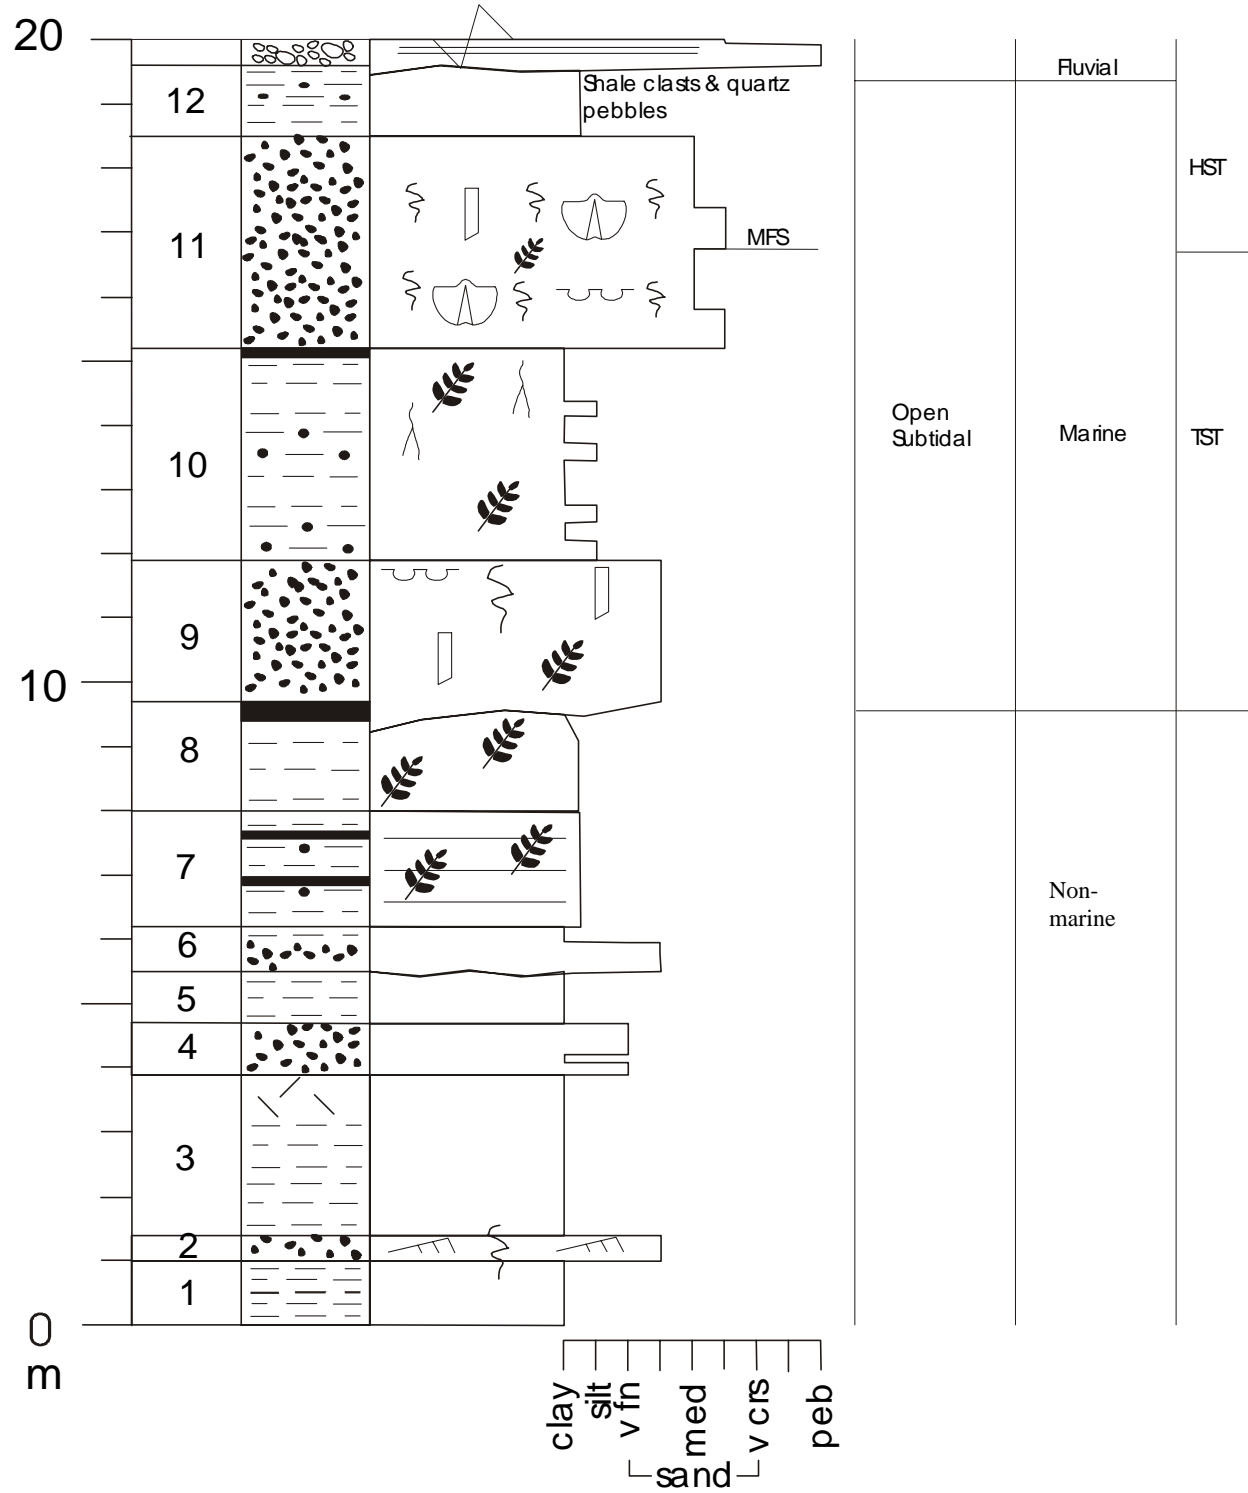 20
Fluvial
12
Shale clasts & quartz
pebbles
HST
11
MFS
Open
Subtidal
Marine
TST
10
9
10
8
7
Non-
marine
6
5
4
3
2
1
0
m
clay
silt
v fn
med
v crs
peb
sand